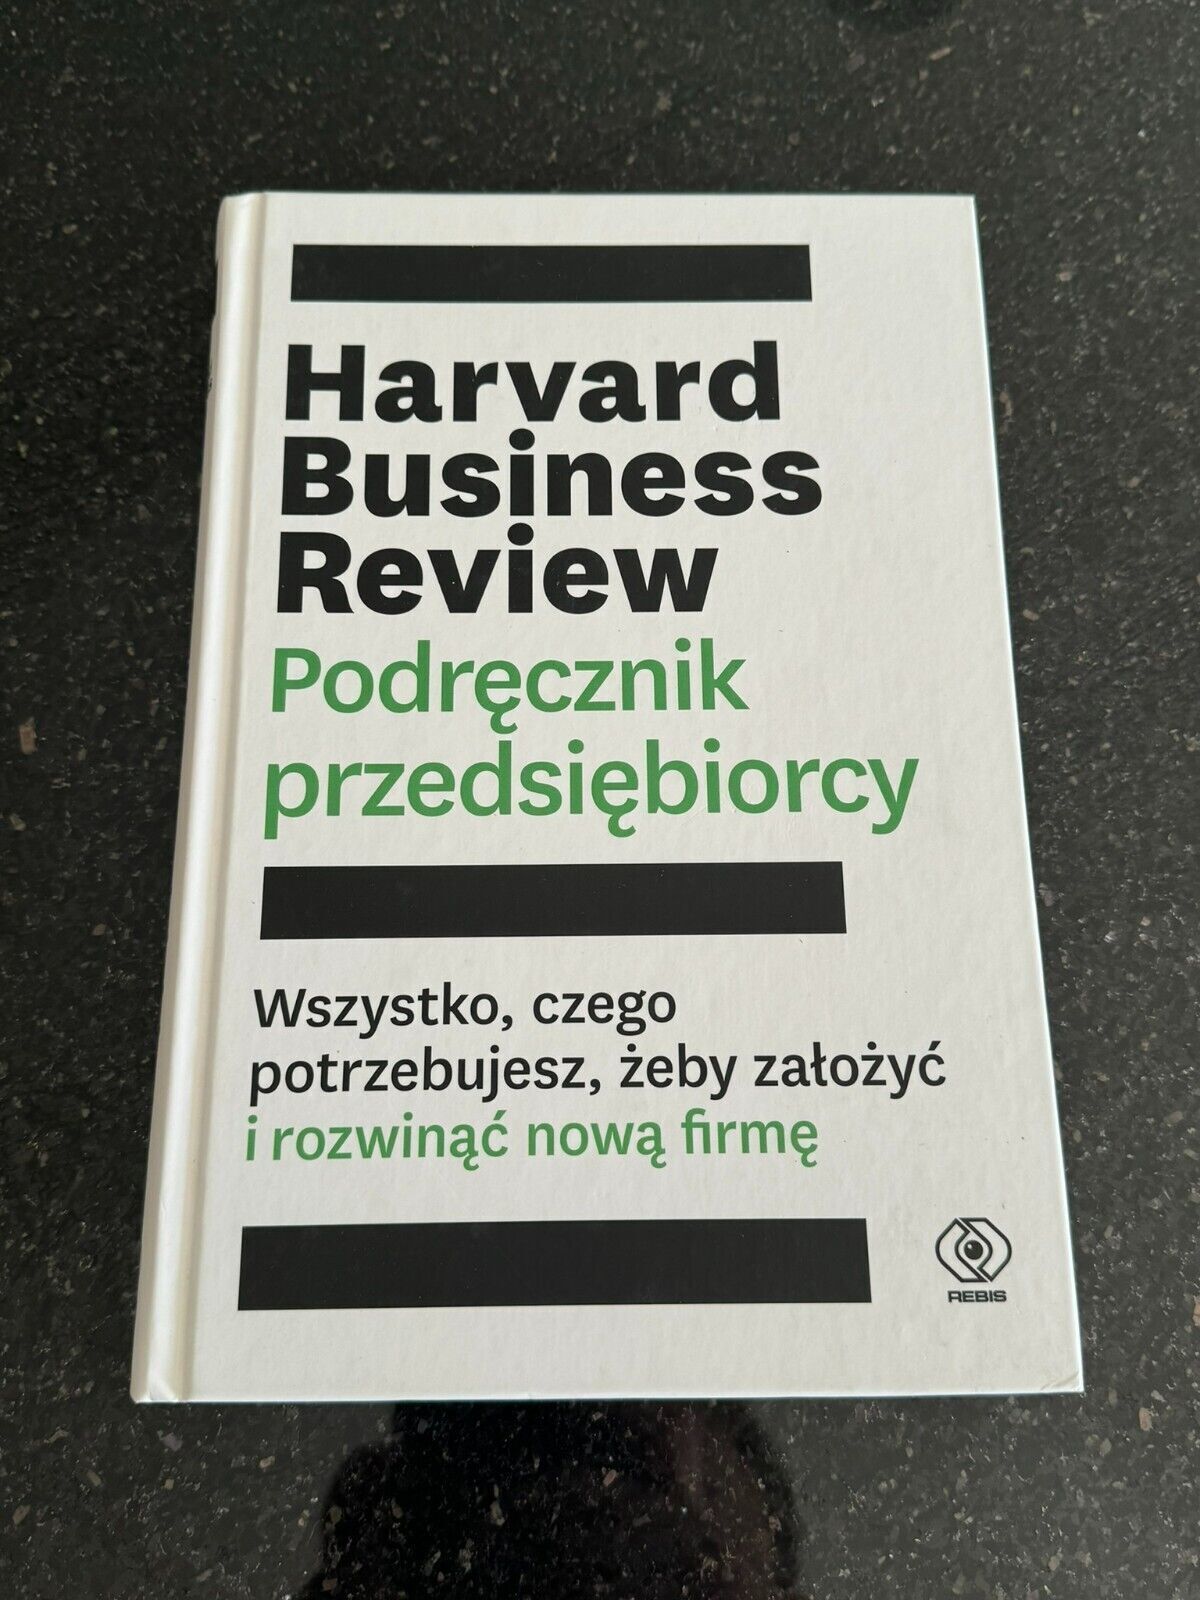 Harvard
Business
Review
Podręcznik
przedsiębiorcy
Wszystko, czego
potrzebujesz, żeby założyć
i rozwinąć nową firmę
REBIS